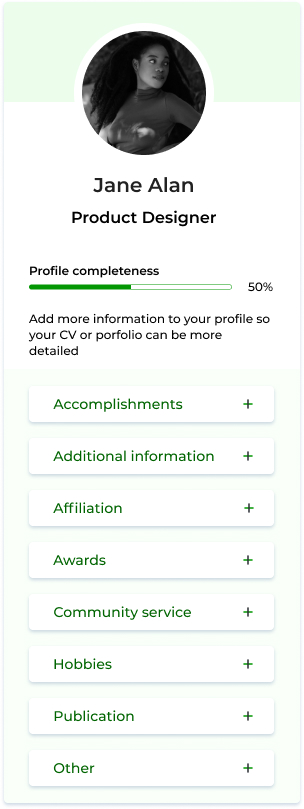 Jane Alan
Product Designer
Profile completeness
50%
Add more information to your profile so
your CV or porfolio can be more
detailed
Accomplishments +
Additional information +
Affiliation +
Awards +
Community service +
Hobbies +
Publication +
Other +